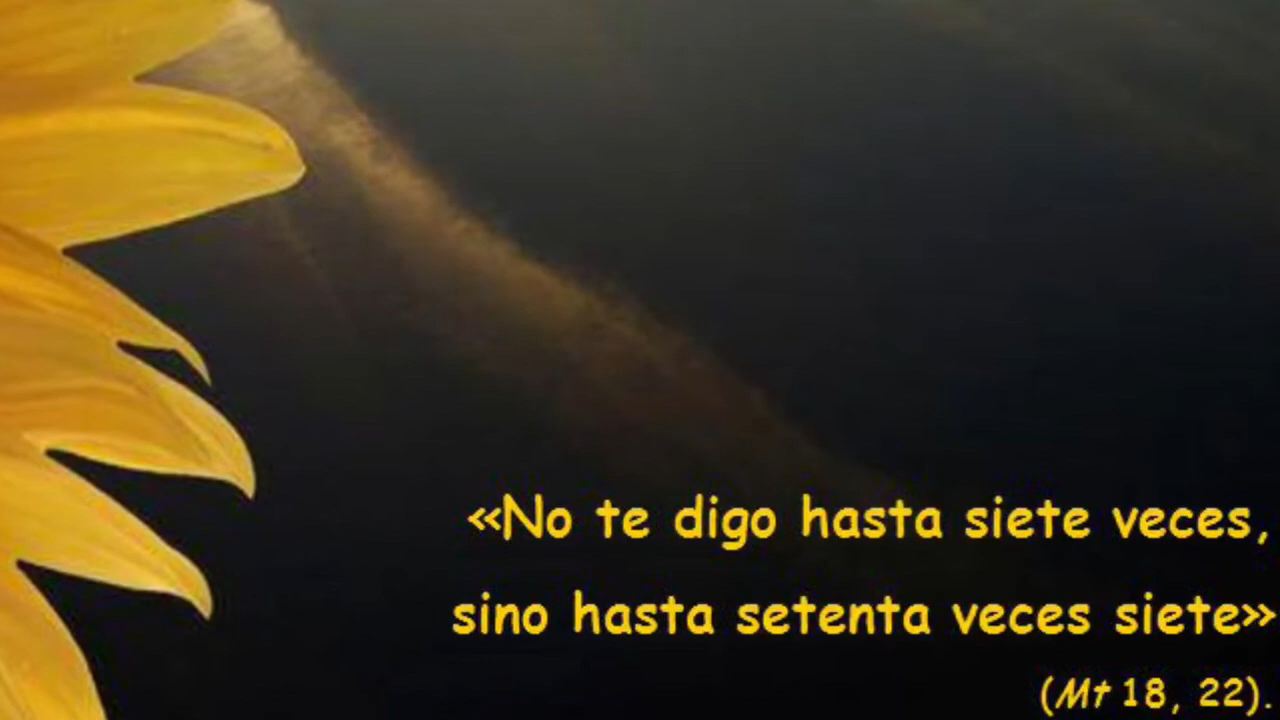 «No te digo hasta siete veces,
sino hasta setenta veces siete»
(Mt 18, 22).